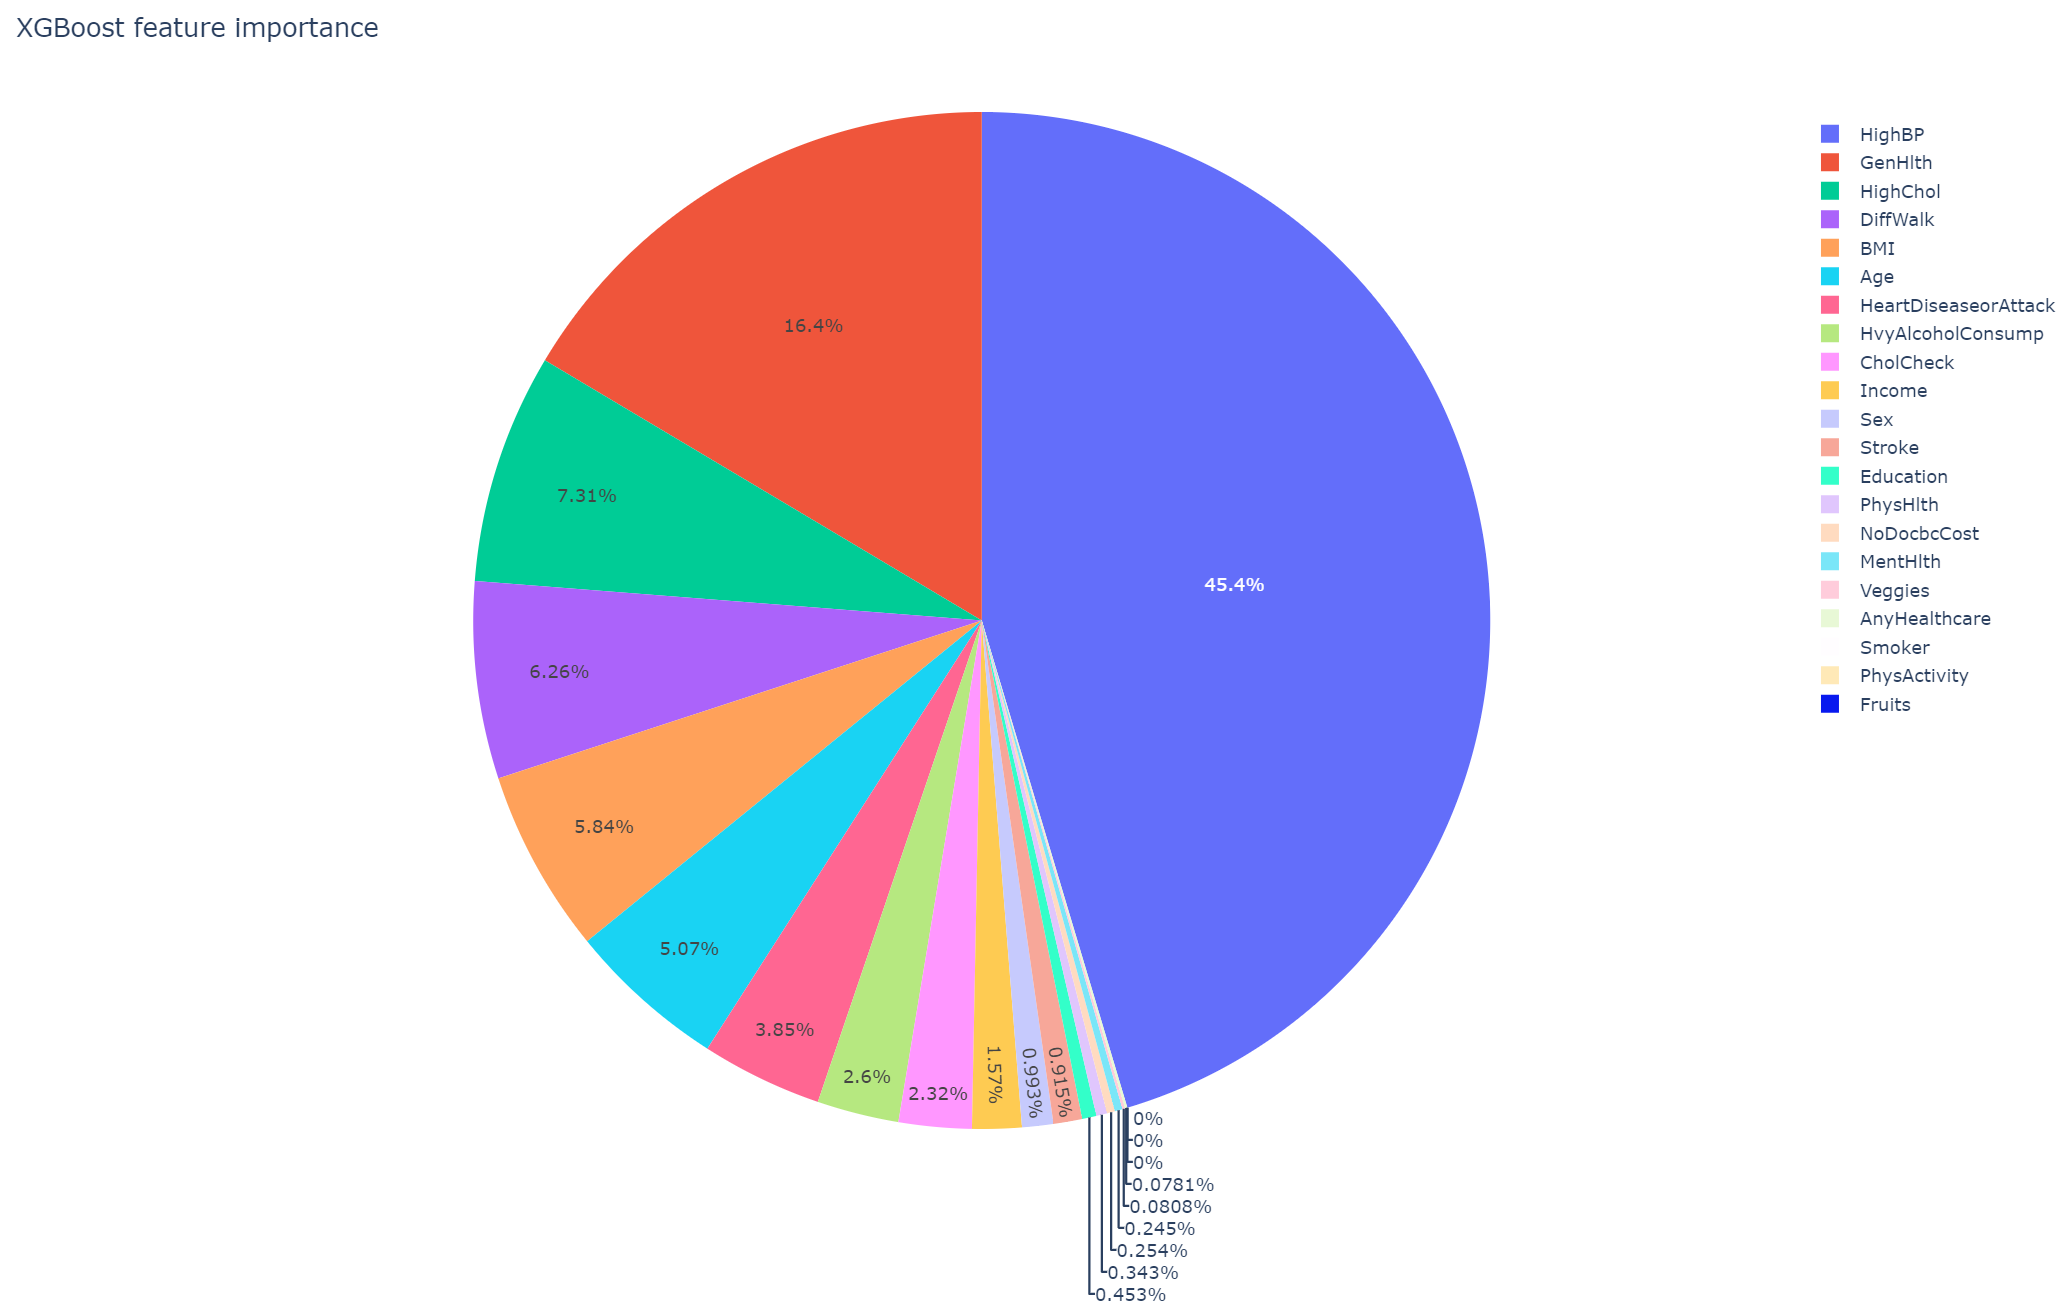 XGBoost feature importance
HighBP
GenHlth
HighChol
DiffWalk
BMI
Age
HeartDiseaseorAttack
HvyAlcoholConsump
CholCheck
Income
Sex
Stroke
Education
PhysHlth
NoDocbcCost
MentHlth
Veggies
AnyHealthcare
Smoker
PhysActivity
Fruits
45.4%
16.4%
7.31%
6.26%
5.84%
5.07%
3.85%
2.6%
2.32%
1.57%
0.993%
0.915%
0%
0%
0%
0.0781%
0.0808%
0.245%
0.254%
0.343%
0.453%